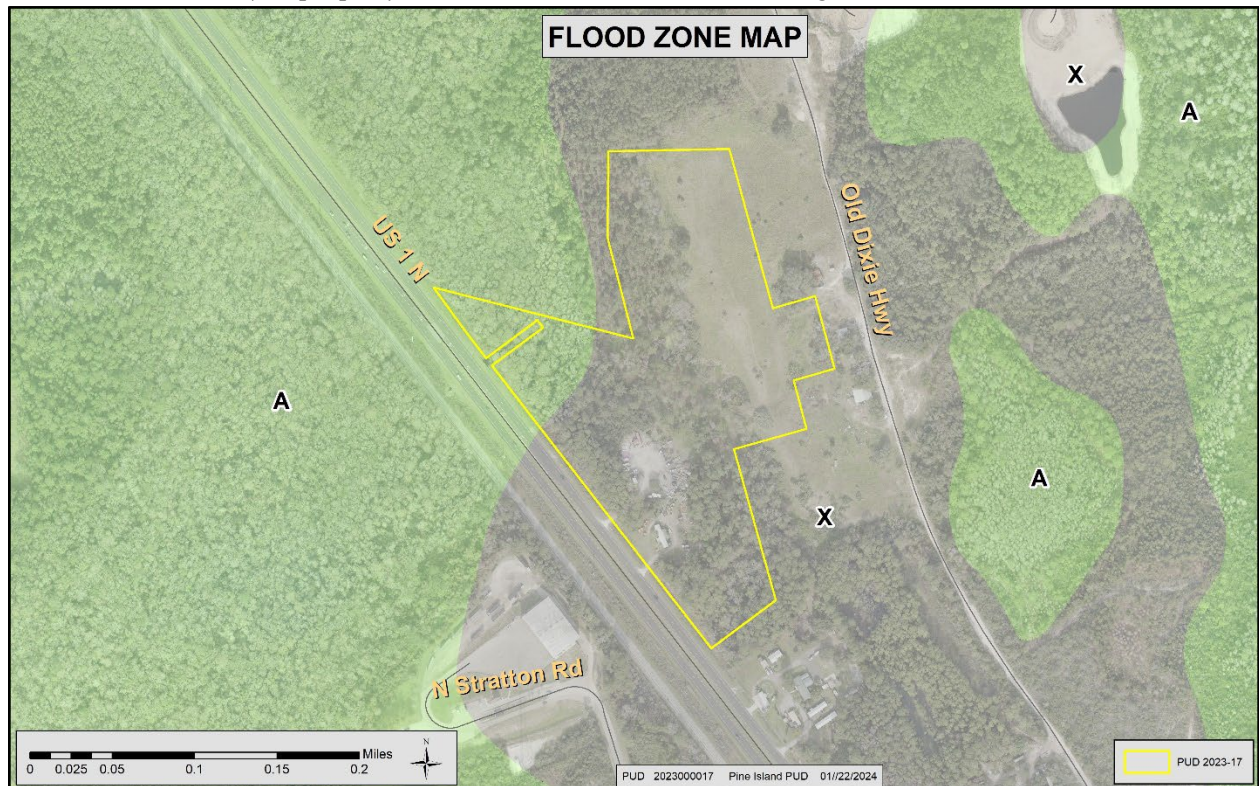 FLOOD ZONE MAP
X
A
US 1 N
Old Dixie Hwy
A
A
X
N Stratton Rd
Miles
0 0.025 0.05 0.1 0.15 0.2
N
PUD 2023000017 Pine Island PUD 01//22/2024
PUD 2023-17